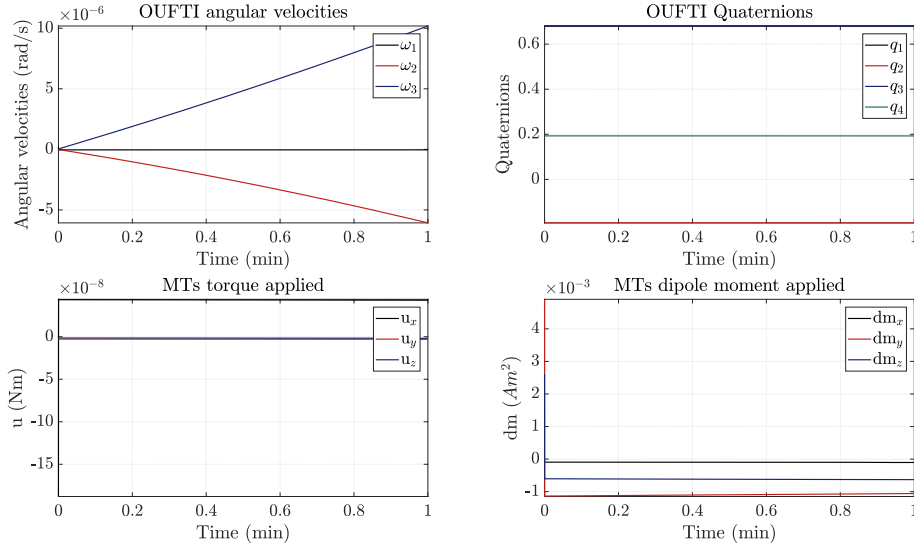 OUFTI angular velocities
×10⁻⁶
Angular velocities (rad/s)
10
5
0
-5
0 0.2 0.4 0.6 0.8 1
Time (min)
ω₁
ω₂
ω₃
OUFTI Quaternions
Quaternions
0.6
0.4
0.2
0
0 0.2 0.4 0.6 0.8 1
Time (min)
q₁
q₂
q₃
q₄
MTs torque applied
×10⁻⁸
u (Nm)
0
-5
-10
-15
0 0.2 0.4 0.6 0.8 1
Time (min)
uₓ
u_y
u_z
MTs dipole moment applied
×10⁻³
dm (Am²)
4
3
2
1
0
-1
0 0.2 0.4 0.6 0.8 1
Time (min)
dmₓ
dm_y
dm_z